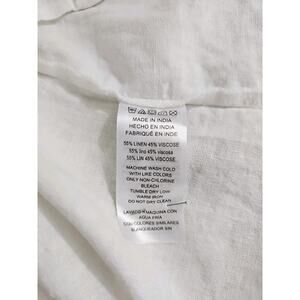 MADE IN INDIA
HECHO EN INDIA
FABRIQUÉ EN INDE
55% LINEN 45% VISCOSE
55% lino 45% viscosa
55% LIN 45% VISCOSE
MACHINE WASH COLD
WITH LIKE COLORS
ONLY NON-CHLORINE
BLEACH
TUMBLE DRY LOW
WARM IRON
DO NOT DRY CLEAN
MAQUINA CON
AGUA FRIA
COLORES SIMILARES
BLANQUEADOR SIN